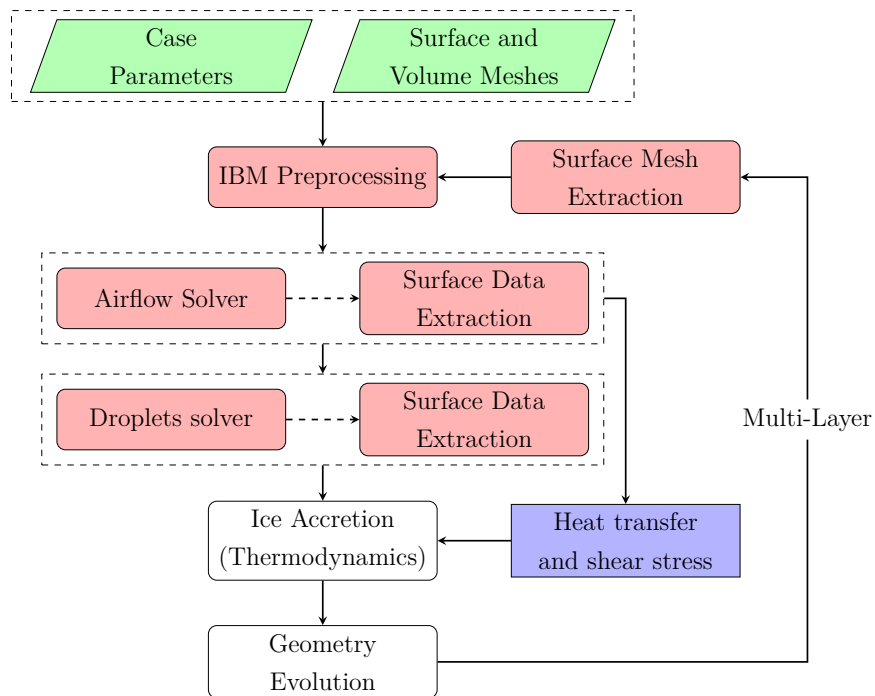 Case
Parameters
Surface and
Volume Meshes
IBM Preprocessing
Surface Mesh
Extraction
Airflow Solver
Surface Data
Extraction
Droplets solver
Surface Data
Extraction
Multi-Layer
Ice Accretion
(Thermodynamics)
Heat transfer
and shear stress
Geometry
Evolution